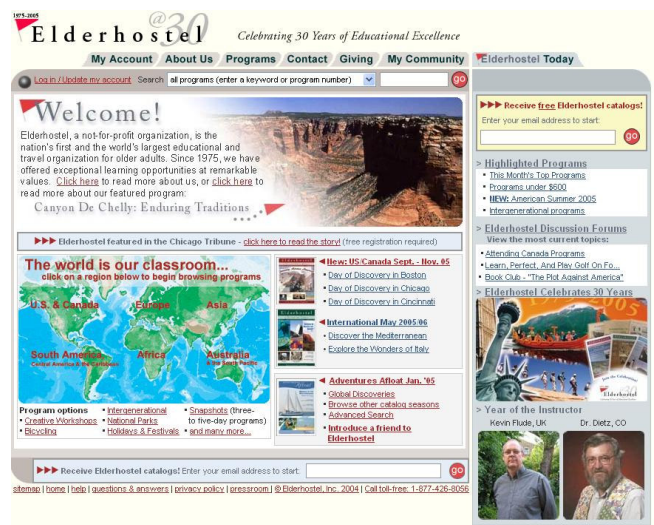 1975-2005
Elderhostel
@30
Celebrating 30 Years of Educational Excellence
My Account About Us Programs Contact Giving My Community Elderhostel Today
Log in / Update my account Search all programs (enter a keyword or program number) go
Welcome!
Elderhostel, a not-for-profit organization, is the
nation's first and the world's largest educational and
travel organization for older adults. Since 1975, we have
offered exceptional learning opportunities at remarkable
values. Click here to read more about us, or click here to
read more about our featured program:
Canyon De Chelly: Enduring Traditions
Elderhostel featured in the Chicago Tribune - click here to read the story! (free registration required)
The world is our classroom...
click on a region below to begin browsing programs
U.S. & Canada Europe Asia
South America Africa Australia
Central America & the Caribbean & the South Pacific
Program options
• Creative Workshops
• Bicycling
• Intergenerational
• National Parks
• Holidays & Festivals
• Snapshots (three-
to five-day programs)
• and many more...
New: US/Canada Sept. - Nov. 05
• Day of Discovery in Boston
• Day of Discovery in Chicago
• Day of Discovery in Cincinnati
International May 2005/06
• Discover the Mediterranean
• Explore the Wonders of Italy
Adventures Afloat Jan. '05
• Global Discoveries
• Browse other catalog seasons
• Advanced Search
• Introduce a friend to
Elderhostel
Receive Elderhostel catalogs! Enter your email address to start: go
sitemap | home | help | questions & answers | privacy policy | pressroom | © Elderhostel, Inc. 2004 | Call toll-free: 1-877-426-8056
Receive free Elderhostel catalogs!
Enter your email address to start:
go
> Highlighted Programs
• This Month's Top Programs
• Programs under $600
• NEW: American Summer 2005
• Intergenerational programs
> Elderhostel Discussion Forums
View the most current topics:
• Attending Canada Programs
• Learn, Perfect, And Play Golf On Fo...
• Book Club - "The Plot Against America"
> Elderhostel Celebrates 30 Years
Elderhostel
> Year of the Instructor
Kevin Flude, UK Dr. Dietz, CO